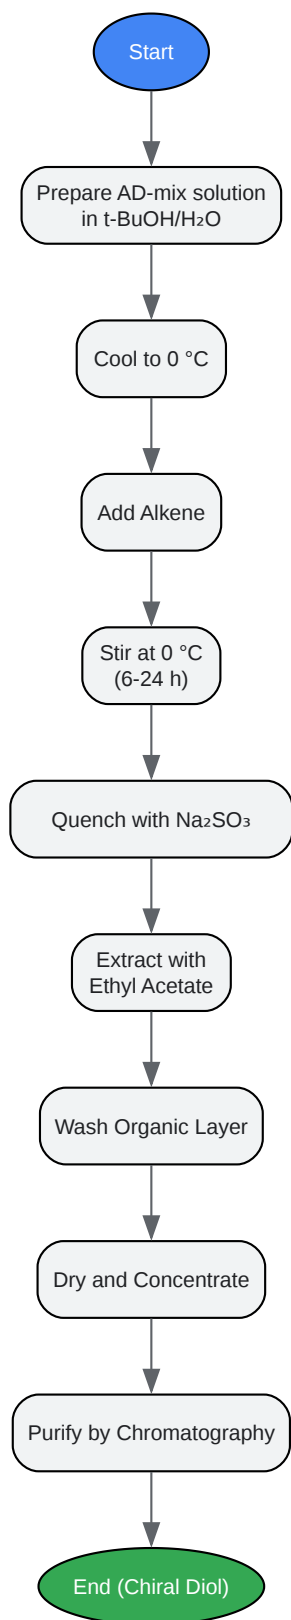 Start
Prepare AD-mix solution
in t-BuOH/H₂O
Cool to 0 °C
Add Alkene
Stir at 0 °C
(6-24 h)
Quench with Na₂SO₃
Extract with
Ethyl Acetate
Wash Organic Layer
Dry and Concentrate
Purify by Chromatography
End (Chiral Diol)